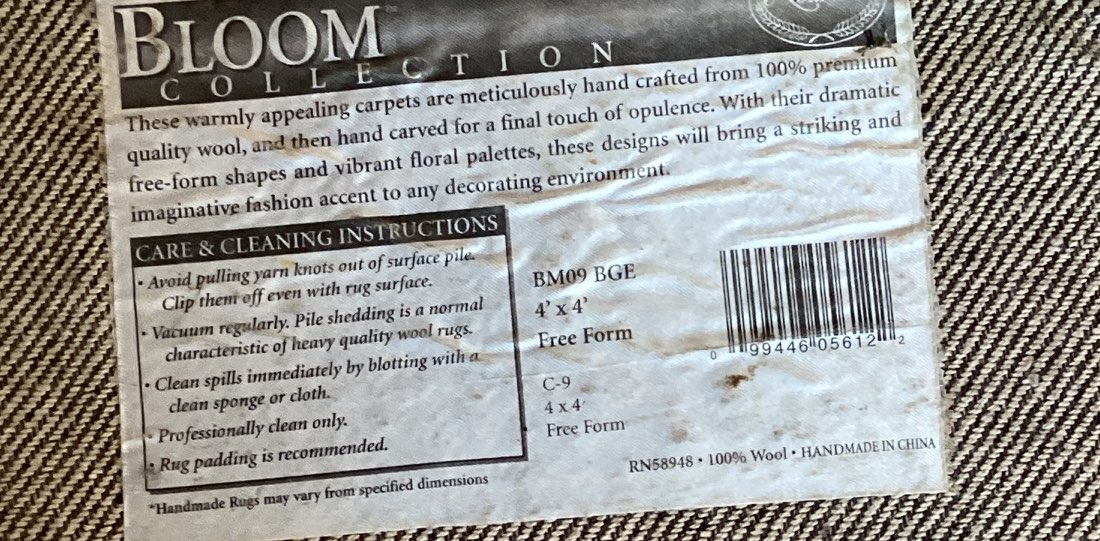 BLOOM™
COLLECTION
These warmly appealing carpets are meticulously hand crafted from 100% premium
quality wool, and then hand carved for a final touch of opulence. With their dramatic
free-form shapes and vibrant floral palettes, these designs will bring a striking and
imaginative fashion accent to any decorating environment.
CARE & CLEANING INSTRUCTIONS
• Avoid pulling yarn knots out of surface pile.
Clip them off even with rug surface.
• Vacuum regularly. Pile shedding is a normal
characteristic of heavy quality wool rugs.
• Clean spills immediately by blotting with a
clean sponge or cloth.
• Professionally clean only.
• Rug padding is recommended.
*Handmade Rugs may vary from specified dimensions
BM09 BGE
4' x 4'
Free Form
C-9
4 x 4'
Free Form
0 99446 05612 2
RN58948 • 100% Wool • HANDMADE IN CHINA